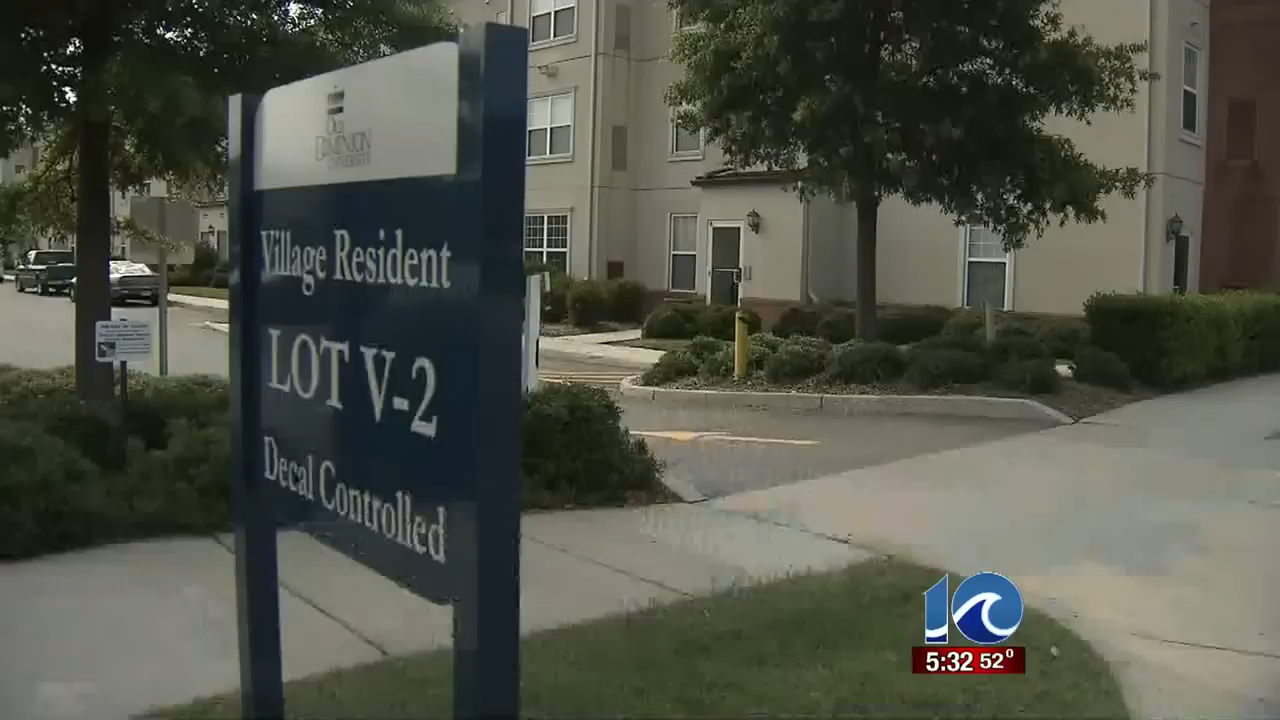 OLD
DOMINION
UNIVERSITY
Village Resident
LOT V-2
Decal Controlled
10
5:32 52°